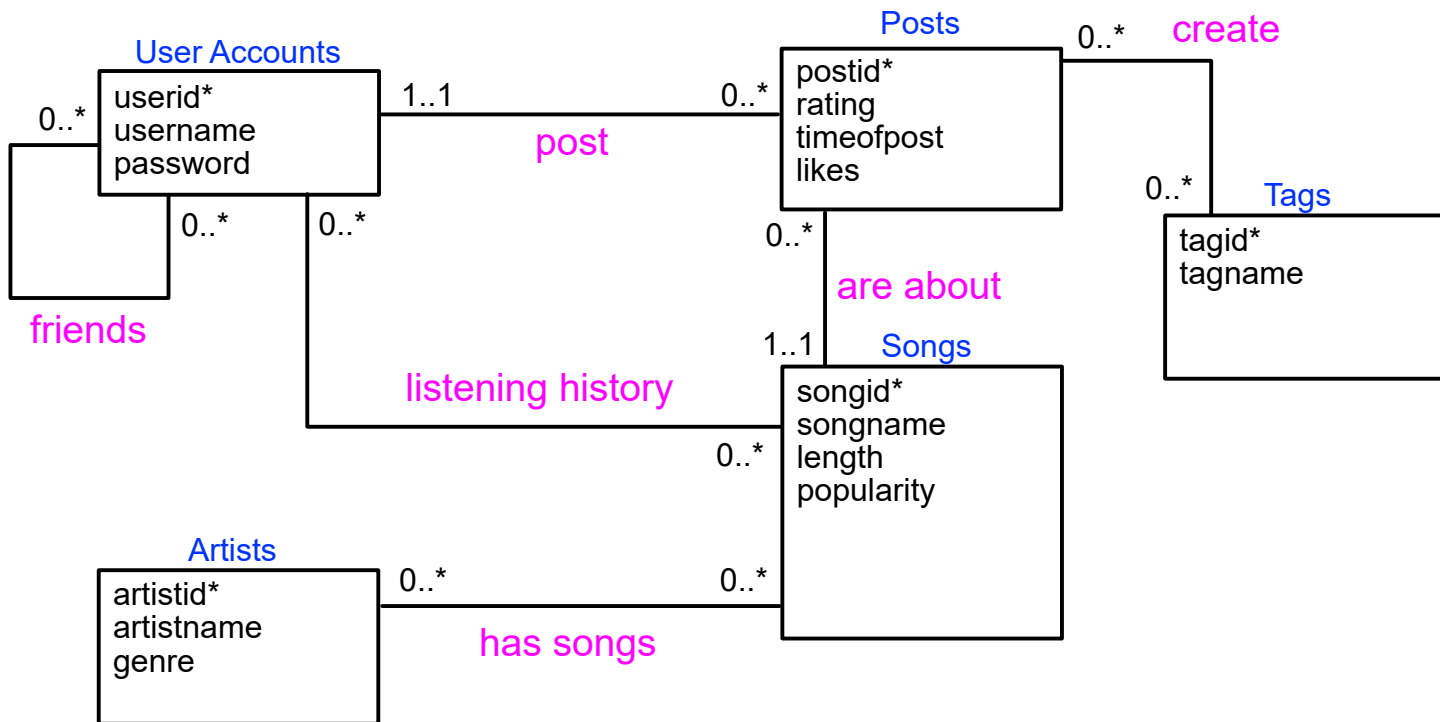 User Accounts
userid*
username
password
0..*
0..*
friends
1..1
0..*
post
Posts
postid*
rating
timeofpost
likes
0..*
create
0..*
Tags
tagid*
tagname
0..*
are about
1..1
0..*
listening history
0..*
Songs
songid*
songname
length
popularity
Artists
artistid*
artistname
genre
0..*
0..*
has songs